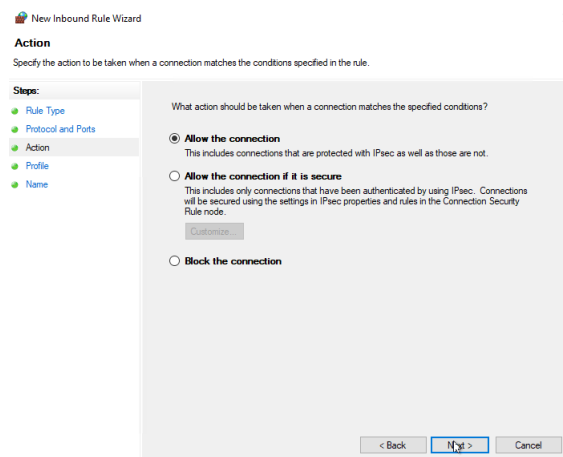 New Inbound Rule Wizard
Action
Specify the action to be taken when a connection matches the conditions specified in the rule.
Steps:
Rule Type
Protocol and Ports
Action
Profile
Name
What action should be taken when a connection matches the specified conditions?
Allow the connection
This includes connections that are protected with IPsec as well as those are not.
Allow the connection if it is secure
This includes only connections that have been authenticated by using IPsec. Connections
will be secured using the settings in IPsec properties and rules in the Connection Security
Rule node.
Customize...
Block the connection
< Back
Next >
Cancel